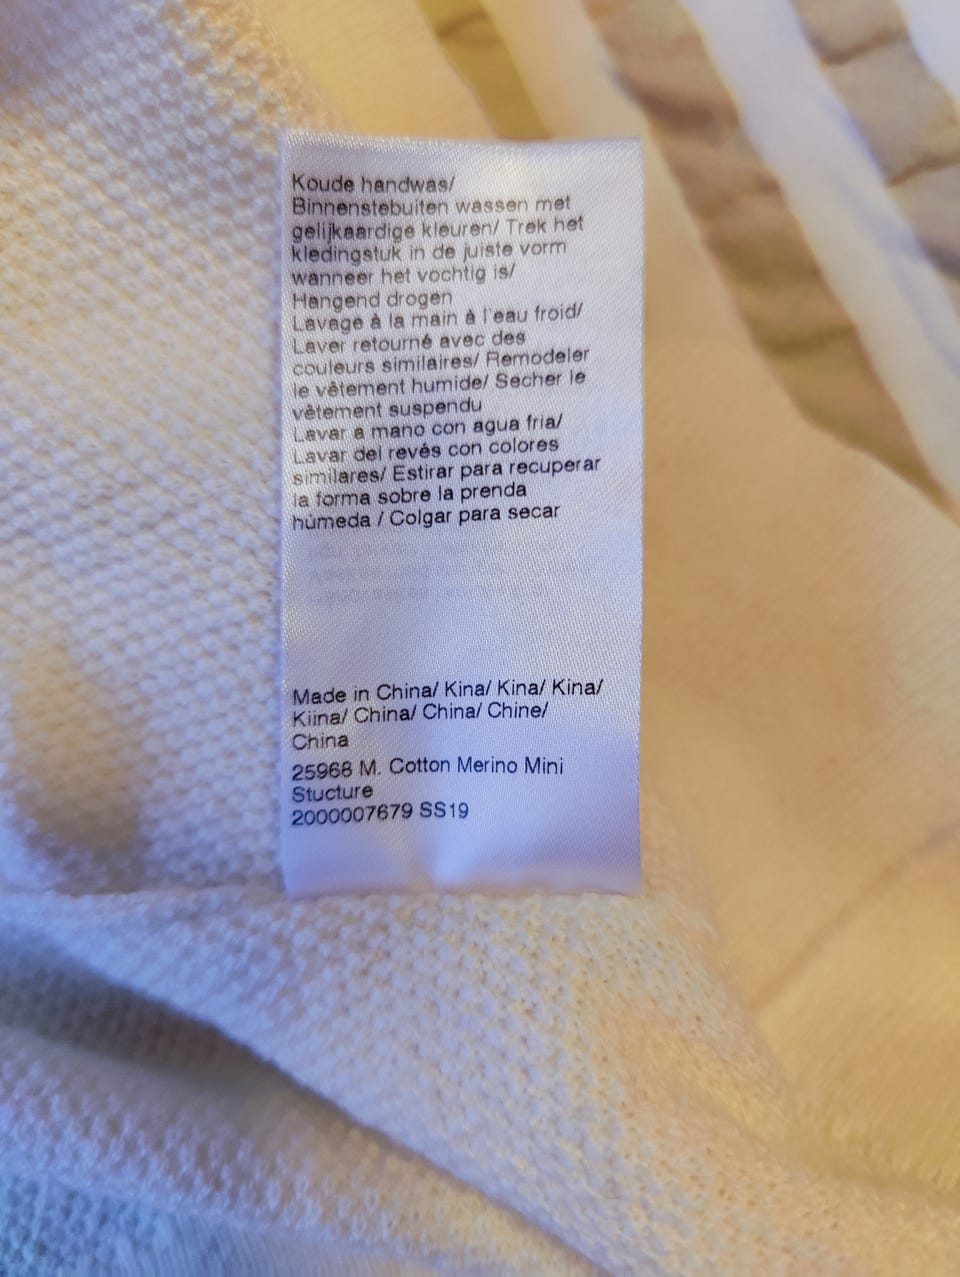 Koude handwas/
Binnenstebuiten wassen met
gelijkaardige kleuren/ Trek het
kledingstuk in de juiste vorm
wanneer het vochtig is/
Hangend drogen
Lavage à la main à l'eau froid/
Laver retourné avec des
couleurs similaires/ Remodeler
le vêtement humide/ Secher le
vêtement suspendu
Lavar a mano con agua fria/
Lavar del revés con colores
similares/ Estirar para recuperar
la forma sobre la prenda
húmeda / Colgar para secar
Made in China/ Kina/ Kina/ Kina/
Kiina/ China/ China/ Chine/
China
25968 M. Cotton Merino Mini
Stucture
2000007679 SS19